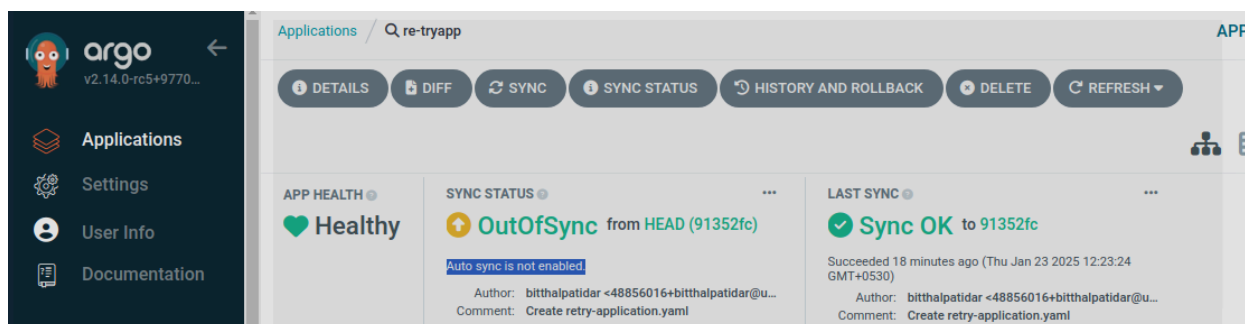 argo
v2.14.0-rc5+9770...
Applications
Settings
User Info
Documentation
Applications / re-tryapp
DETAILS DIFF SYNC SYNC STATUS HISTORY AND ROLLBACK DELETE REFRESH
APP HEALTH
Healthy
SYNC STATUS
OutOfSync from HEAD (91352fc)
Auto sync is not enabled.
Author: bitthalpatidar <48856016+bitthalpatidar@u...
Comment: Create retry-application.yaml
LAST SYNC
Sync OK to 91352fc
Succeeded 18 minutes ago (Thu Jan 23 2025 12:23:24
GMT+0530)
Author: bitthalpatidar <48856016+bitthalpatidar@u...
Comment: Create retry-application.yaml